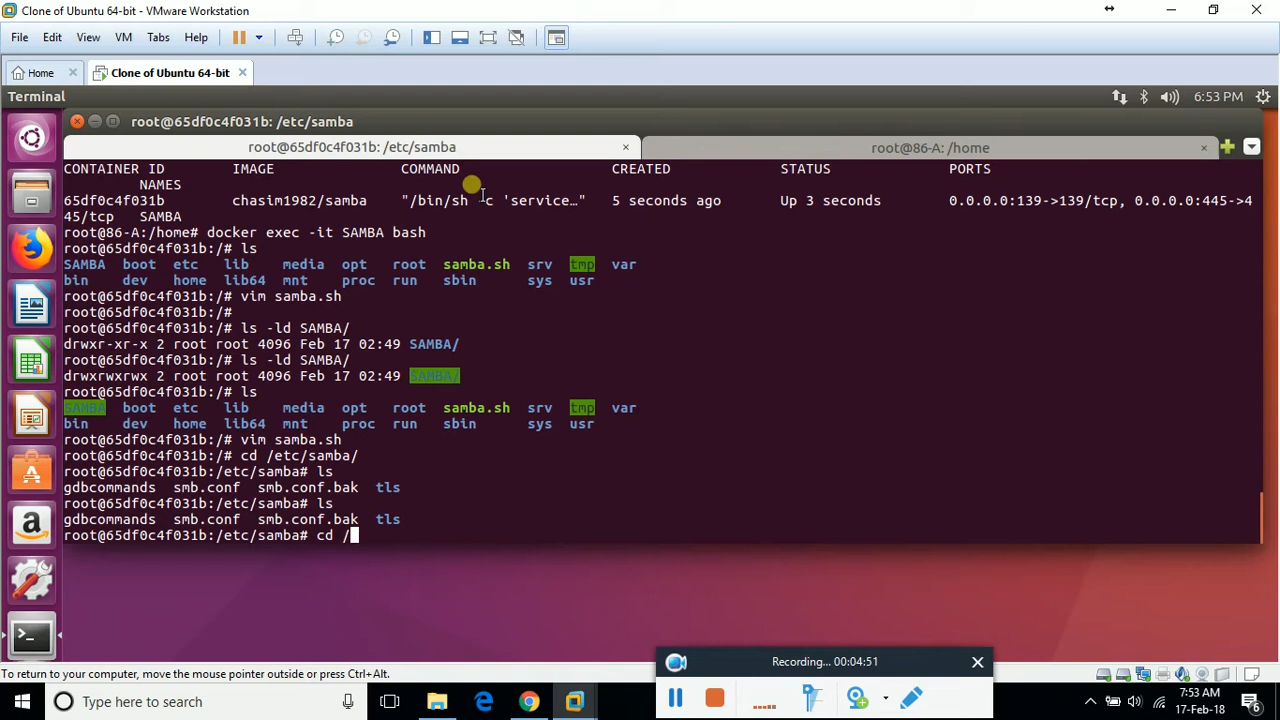 Clone of Ubuntu 64-bit - VMware Workstation
File Edit View VM Tabs Help
Home Clone of Ubuntu 64-bit
Terminal 6:53 PM
root@65df0c4f031b: /etc/samba
root@65df0c4f031b: /etc/samba root@86-A: /home
CONTAINER ID IMAGE COMMAND CREATED STATUS PORTS
NAMES
65df0c4f031b chasim1982/samba "/bin/sh -c 'service…" 5 seconds ago Up 3 seconds 0.0.0.0:139->139/tcp, 0.0.0.0:445->4
45/tcp SAMBA
root@86-A:/home# docker exec -it SAMBA bash
root@65df0c4f031b:/# ls
SAMBA boot etc lib media opt root samba.sh srv tmp var
bin dev home lib64 mnt proc run sbin sys usr
root@65df0c4f031b:/# vim samba.sh
root@65df0c4f031b:/#
root@65df0c4f031b:/# ls -ld SAMBA/
drwxr-xr-x 2 root root 4096 Feb 17 02:49 SAMBA/
root@65df0c4f031b:/# ls -ld SAMBA/
drwxrwxrwx 2 root root 4096 Feb 17 02:49 SAMBA/
root@65df0c4f031b:/# ls
SAMBA boot etc lib media opt root samba.sh srv tmp var
bin dev home lib64 mnt proc run sbin sys usr
root@65df0c4f031b:/# vim samba.sh
root@65df0c4f031b:/# cd /etc/samba/
root@65df0c4f031b:/etc/samba# ls
gdbcommands smb.conf smb.conf.bak tls
root@65df0c4f031b:/etc/samba# ls
gdbcommands smb.conf smb.conf.bak tls
root@65df0c4f031b:/etc/samba# cd /
Recording... 00:04:51
To return to your computer, move the mouse pointer outside or press Ctrl+Alt.
Type here to search
7:53 AM
17-Feb-18
6